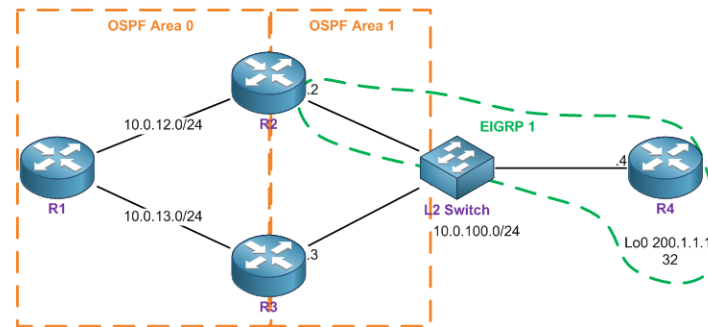 OSPF Area 0
OSPF Area 1
.2
10.0.12.0/24
R2
EIGRP 1
.4
R1
10.0.13.0/24
L2 Switch
R4
10.0.100.0/24
.3
Lo0 200.1.1.1
32
R3